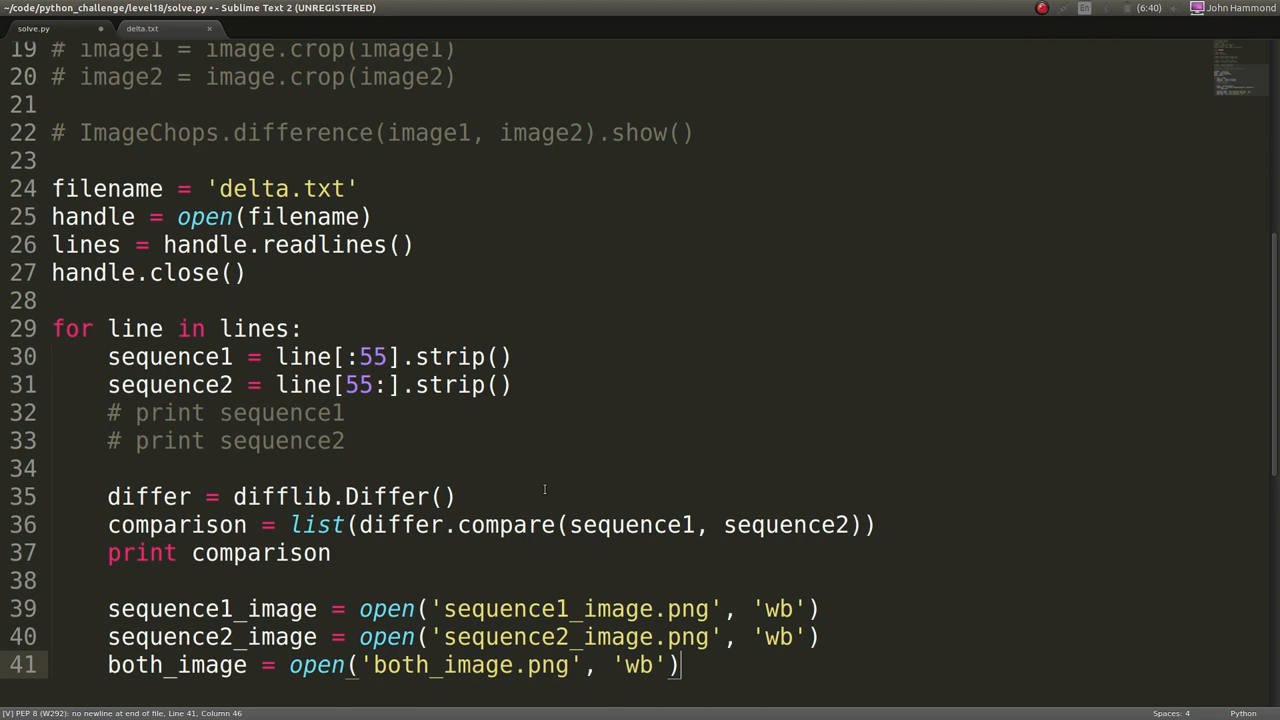 ~/code/python_challenge/level18/solve.py • - Sublime Text 2 (UNREGISTERED)
En
(6:40)
John Hammond
solve.py
delta.txt
19 # image1 = image.crop(image1)
20 # image2 = image.crop(image2)
21
22 # ImageChops.difference(image1, image2).show()
23
24 filename = 'delta.txt'
25 handle = open(filename)
26 lines = handle.readlines()
27 handle.close()
28
29 for line in lines:
30     sequence1 = line[:55].strip()
31     sequence2 = line[55:].strip()
32     # print sequence1
33     # print sequence2
34
35     differ = difflib.Differ()
36     comparison = list(differ.compare(sequence1, sequence2))
37     print comparison
38
39     sequence1_image = open('sequence1_image.png', 'wb')
40     sequence2_image = open('sequence2_image.png', 'wb')
41     both_image = open('both_image.png', 'wb')
[V] PEP 8 (W292): no newline at end of file, Line 41, Column 46
Spaces: 4
Python